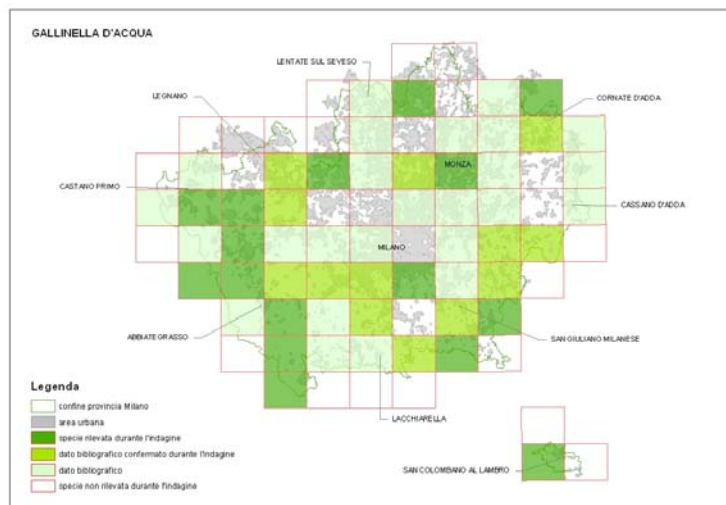 GALLINELLA D'ACQUA
LENTATE SUL SEVESO
LEGNANO
CORNATE D'ADDA
MONZA
CASTANO PRIMO
CASSANO D'ADDA
MILANO
ABBIATEGRASSO
SAN GIULIANO MILANESE
LACCHIARELLA
Legenda
confine provincia Milano
area urbana
specie rilevata durante l'indagine
dato bibliografico confermato durante l'indagine
dato bibliografico
specie non rilevata durante l'indagine
SAN COLOMBANO AL LAMBRO